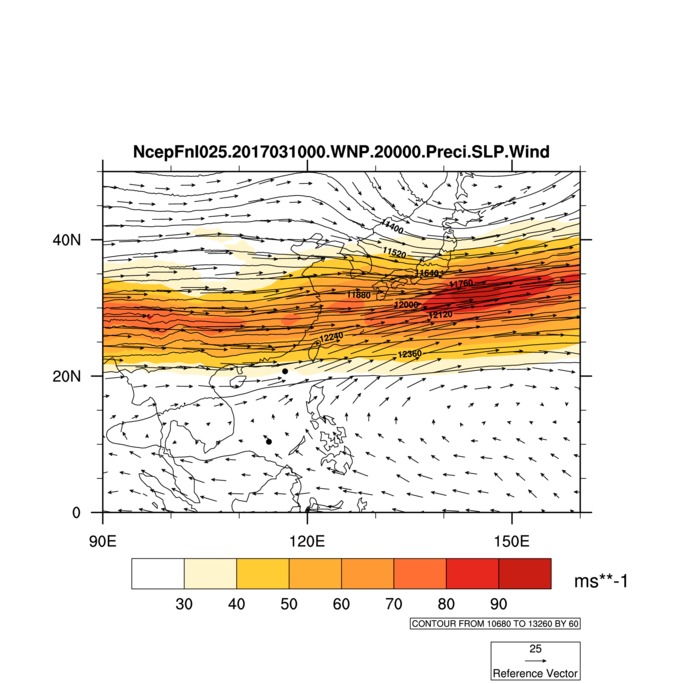 NcepFnl025.2017031000.WNP.20000.Preci.SLP.Wind
40N
20N
0
11400
11520
11640
11760
11880
12000
12120
12240
12360
90E 120E 150E
30 40 50 60 70 80 90
ms**-1
CONTOUR FROM 10680 TO 13260 BY 60
25
Reference Vector